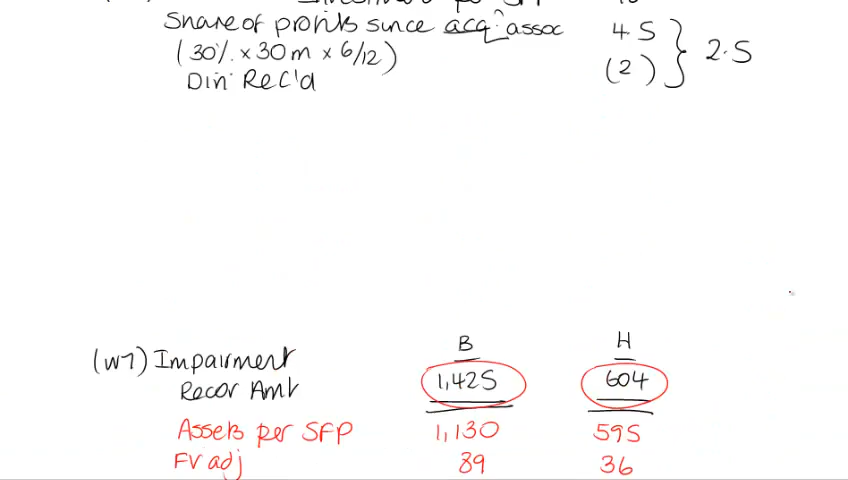 Share of profits since acq^n assoc 4.5
(30% x 30m x 6/12) } 2.5
Div Rec'd (2)
B H
(W7) Impairment
Recov Amt 1,425 604
Assets per SFP 1,130 595
FV adj 89 36